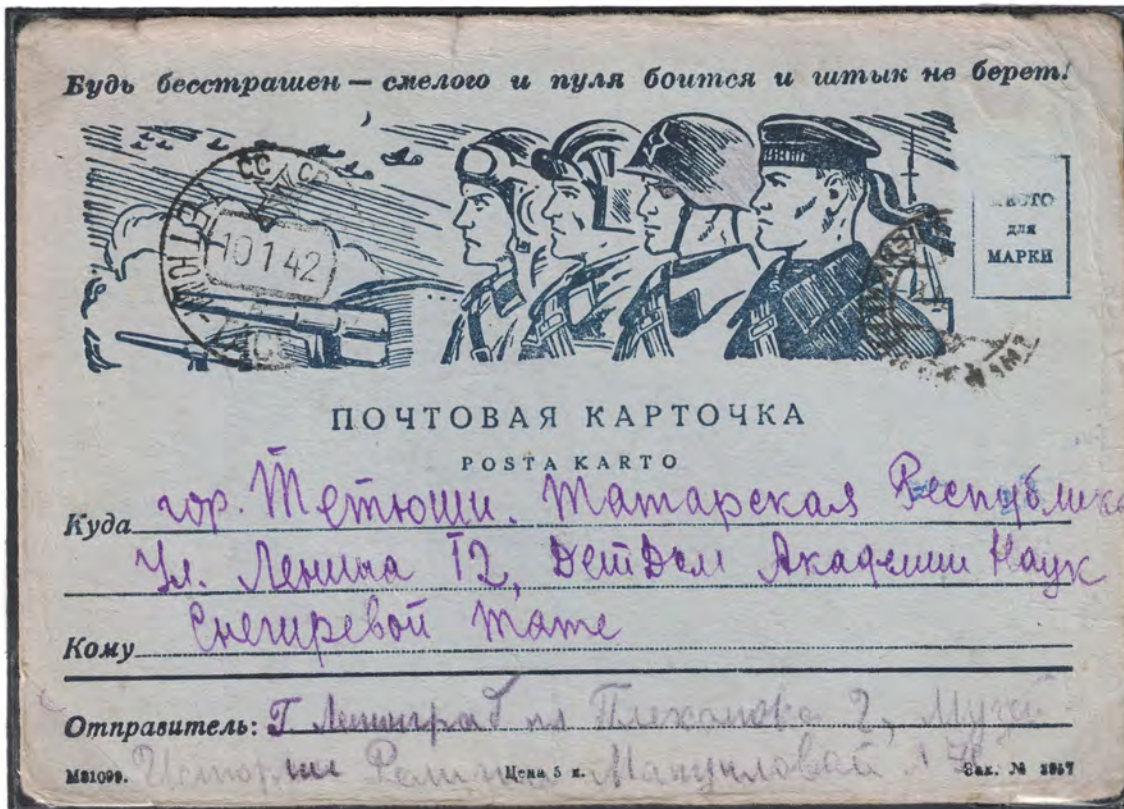 Будь бесстрашен — смелого и пуля боится и штык не берет!
СССР
10 1 42
МЕСТО
для
МАРКИ
ПОЧТОВАЯ КАРТОЧКА
POSTA KARTO
Куда гор. Тетюши. Татарская Республика
Ул. Ленина 12, ДетДом Академии Наук
Кому Снегиревой Тате
Отправитель: Г Ленинград пл Плеханова 2, Музей
Истории Религии Мануиловой
М81099. Цена 5 к. Зак. №